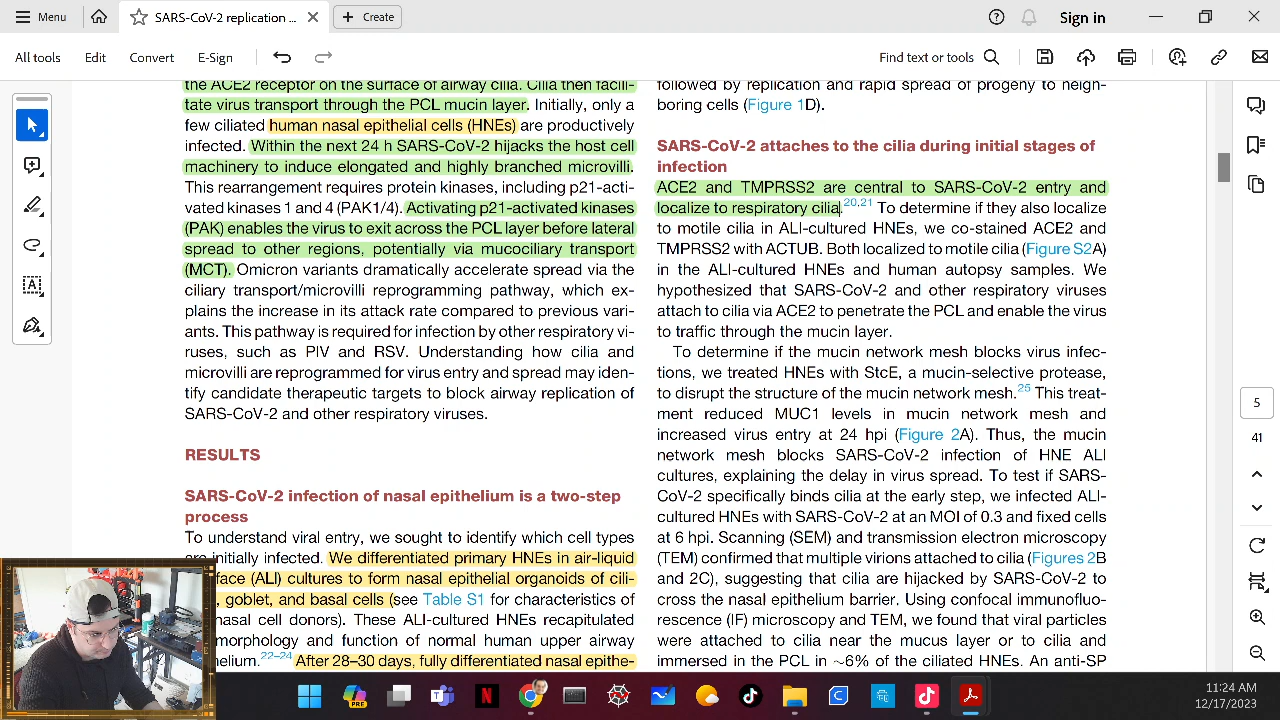 Menu
SARS-CoV-2 replication ...
Create
Sign in
All tools
Edit
Convert
E-Sign
Find text or tools
the ACE2 receptor on the surface of airway cilia. Cilia then facili-
tate virus transport through the PCL mucin layer. Initially, only a
few ciliated human nasal epithelial cells (HNEs) are productively
infected. Within the next 24 h SARS-CoV-2 hijacks the host cell
machinery to induce elongated and highly branched microvilli.
This rearrangement requires protein kinases, including p21-acti-
vated kinases 1 and 4 (PAK1/4). Activating p21-activated kinases
(PAK) enables the virus to exit across the PCL layer before lateral
spread to other regions, potentially via mucociliary transport
(MCT). Omicron variants dramatically accelerate spread via the
ciliary transport/microvilli reprogramming pathway, which ex-
plains the increase in its attack rate compared to previous vari-
ants. This pathway is required for infection by other respiratory vi-
ruses, such as PIV and RSV. Understanding how cilia and
microvilli are reprogrammed for virus entry and spread may iden-
tify candidate therapeutic targets to block airway replication of
SARS-CoV-2 and other respiratory viruses.
RESULTS
SARS-CoV-2 infection of nasal epithelium is a two-step
process
To understand viral entry, we sought to identify which cell types
are initially infected. We differentiated primary HNEs in air-liquid
face (ALI) cultures to form nasal epithelial organoids of cili-
, goblet, and basal cells (see Table S1 for characteristics of
nasal cell donors). These ALI-cultured HNEs recapitulated
morphology and function of normal human upper airway
helium.22–24 After 28–30 days, fully differentiated nasal epithe-
followed by replication and rapid spread of progeny to neigh-
boring cells (Figure 1D).
SARS-CoV-2 attaches to the cilia during initial stages of
infection
ACE2 and TMPRSS2 are central to SARS-CoV-2 entry and
localize to respiratory cilia.20,21 To determine if they also localize
to motile cilia in ALI-cultured HNEs, we co-stained ACE2 and
TMPRSS2 with ACTUB. Both localized to motile cilia (Figure S2A)
in the ALI-cultured HNEs and human autopsy samples. We
hypothesized that SARS-CoV-2 and other respiratory viruses
attach to cilia via ACE2 to penetrate the PCL and enable the virus
to traffic through the mucin layer.
To determine if the mucin network mesh blocks virus infec-
tions, we treated HNEs with StcE, a mucin-selective protease,
to disrupt the structure of the mucin network mesh.25 This treat-
ment reduced MUC1 levels in mucin network mesh and
increased virus entry at 24 hpi (Figure 2A). Thus, the mucin
network mesh blocks SARS-CoV-2 infection of HNE ALI
cultures, explaining the delay in virus spread. To test if SARS-
CoV-2 specifically binds cilia at the early step, we infected ALI-
cultured HNEs with SARS-CoV-2 at an MOI of 0.3 and fixed cells
at 6 hpi. Scanning (SEM) and transmission electron microscopy
(TEM) confirmed that multiple virions attached to cilia (Figures 2B
and 2C), suggesting that cilia are hijacked by SARS-CoV-2 to
cross the nasal epithelium barrier. Using confocal immunofluo-
rescence (IF) microscopy and TEM, we found that viral particles
were attached to cilia near the mucus layer or to cilia and
immersed in the PCL in ~6% of the ciliated HNEs. An anti-SP
5
41
PRE
11:24 AM
12/17/2023